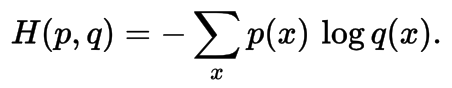 H(p, q) = − ∑ₓ p(x) log q(x).